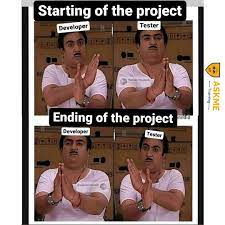 Starting of the project
Developer
Tester
Ending of the project
Developer
Tester
ASKME